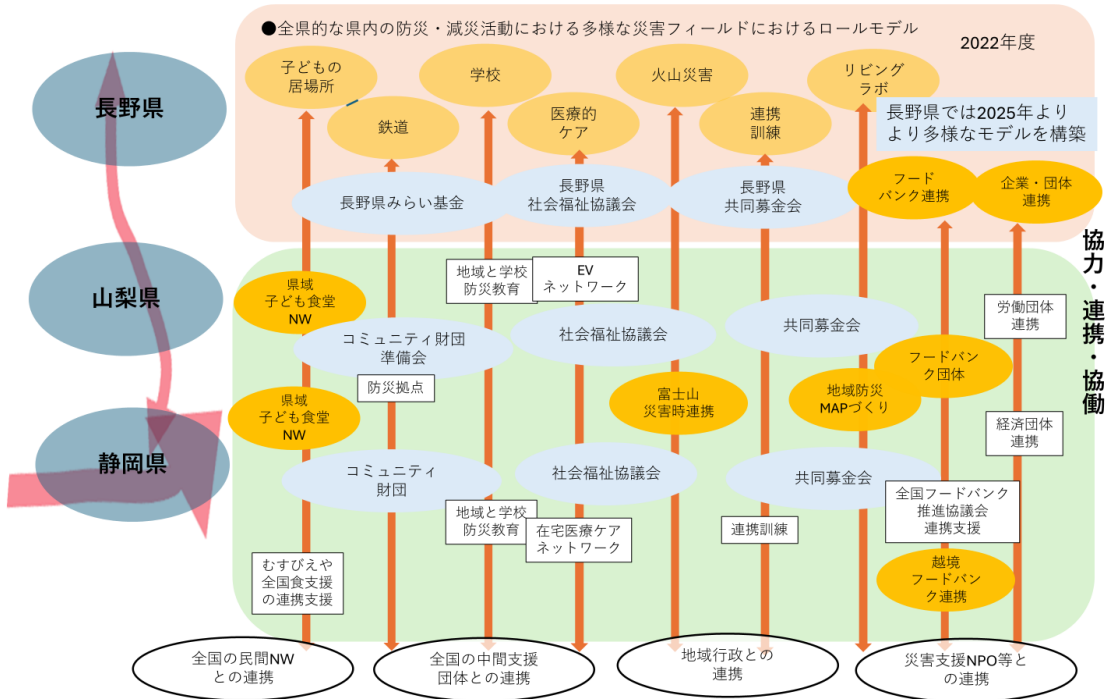 ●全県的な県内の防災・減災活動における多様な災害フィールドにおけるロールモデル
2022年度
長野県
子どもの
居場所
学校
火山災害
リビング
ラボ
鉄道
医療的
ケア
連携
訓練
長野県では2025年より
より多様なモデルを構築
長野県みらい基金
長野県
社会福祉協議会
長野県
共同募金会
フード
バンク連携
企業・団体
連携
協力・連携・協働
山梨県
県域
子ども食堂
NW
地域と学校
防災教育
EV
ネットワーク
労働団体
連携
コミュニティ財団
準備会
社会福祉協議会
共同募金会
フードバン
ク団体
防災拠点
静岡県
県域
子ども食堂
NW
富士山
災害時連携
地域防災
MAPづくり
経済団体
連携
コミュニティ
財団
社会福祉協議会
共同募金会
全国フードバンク
推進協議会
連携支援
地域と学校
防災教育
在宅医療ケア
ネットワーク
連携訓練
むすびえや
全国食支援
の連携支援
越境
フードバン
ク連携
全国の民間NW
との連携
全国の中間支援
団体との連携
地域行政との
連携
災害支援NPO等と
の連携